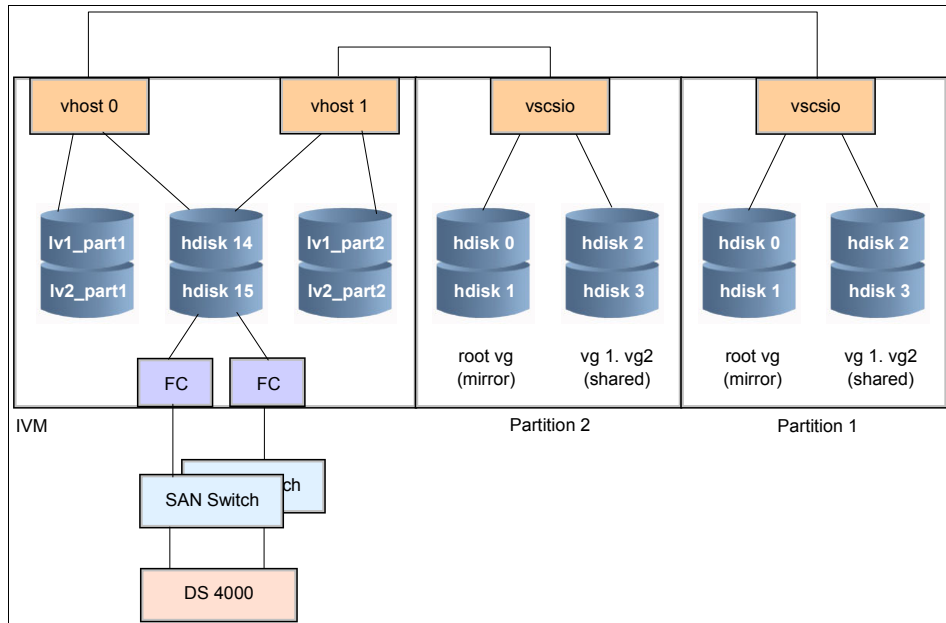 vhost 0
vhost 1
vscsio
vscsio
lv1_part1
lv2_part1
hdisk 14
hdisk 15
lv1_part2
lv2_part2
hdisk 0
hdisk 1
hdisk 2
hdisk 3
hdisk 0
hdisk 1
hdisk 2
hdisk 3
root vg
(mirror)
vg 1. vg2
(shared)
root vg
(mirror)
vg 1. vg2
(shared)
FC
FC
IVM
Partition 2
Partition 1
ch
SAN Switch
DS 4000